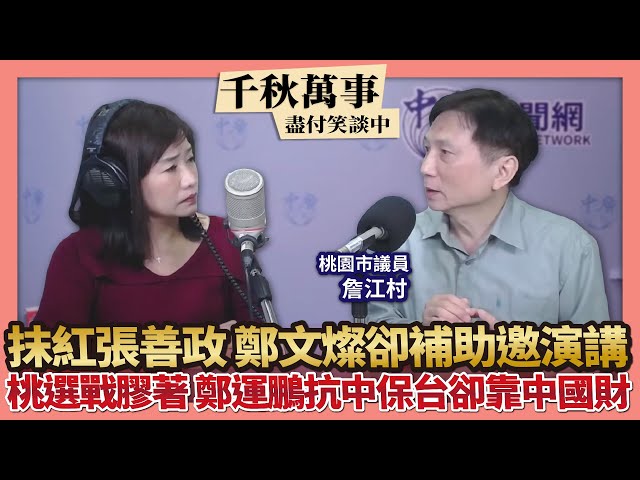 千秋萬事
盡付笑談中
中 聞網
NETWORK
中廣
桃園市議員
詹江村
抹紅張善政 鄭文燦卻補助邀演講
桃選戰膠著 鄭運鵬抗中保台卻靠中國財